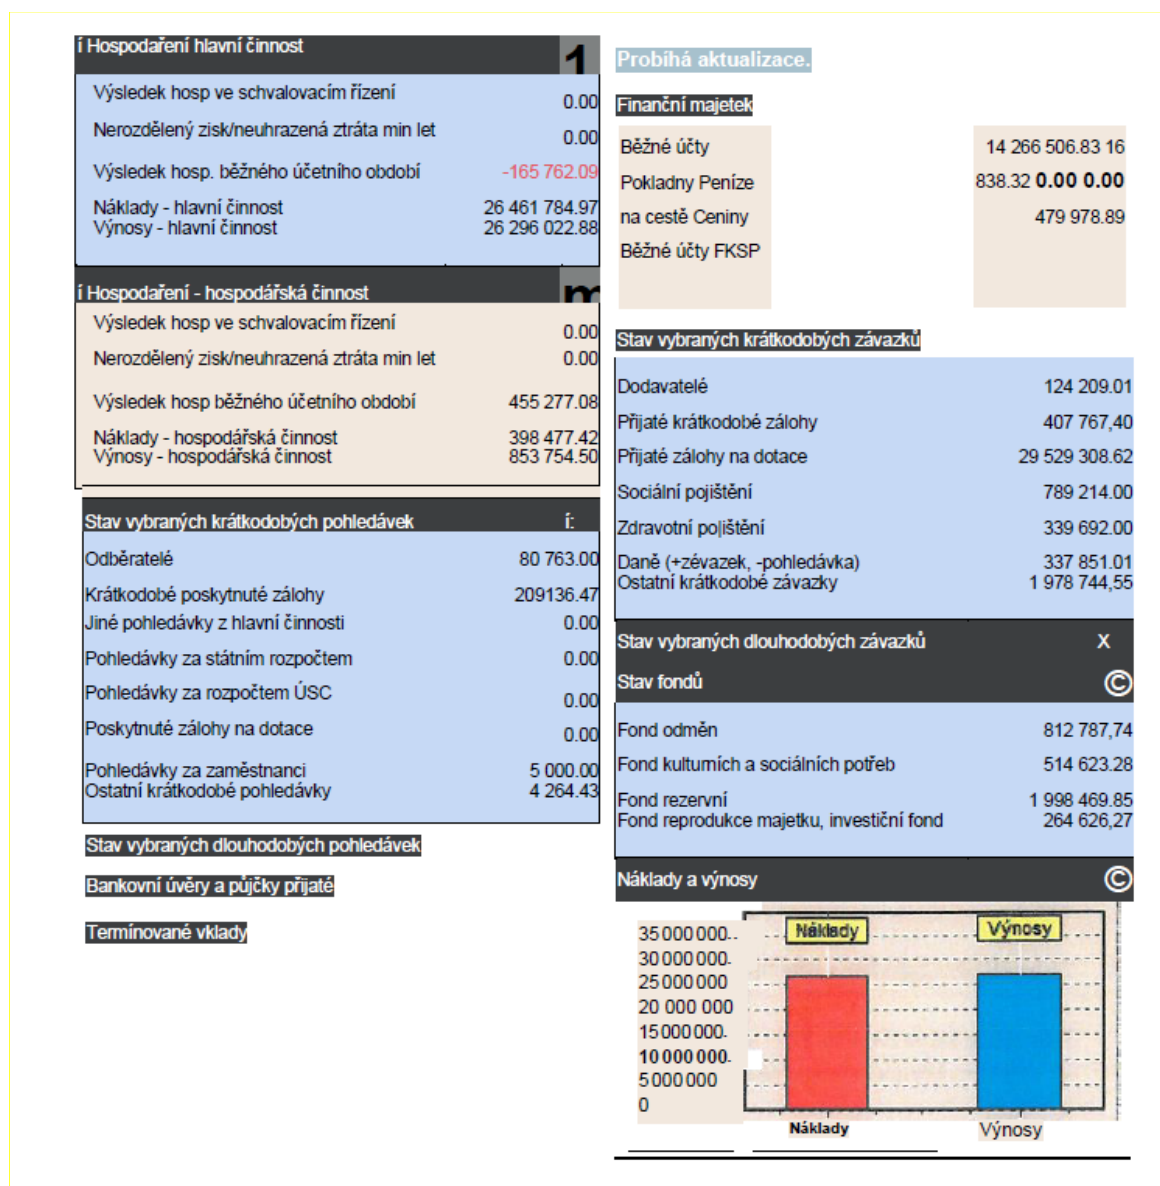 í Hospodaření hlavní činnost
1
Výsledek hosp ve schvalovacím řízení 0.00
Nerozdělený zisk/neuhrazená ztráta min let 0.00
Výsledek hosp. běžného účetního období -165 762.09
Náklady - hlavní činnost 26 461 784.97
Výnosy - hlavní činnost 26 296 022.88
í Hospodaření - hospodářská činnost
m
Výsledek hosp ve schvalovacím řízení 0.00
Nerozdělený zisk/neuhrazená ztráta min let 0.00
Výsledek hosp běžného účetního období 455 277.08
Náklady - hospodářská činnost 398 477.42
Výnosy - hospodářská činnost 853 754.50
Stav vybraných krátkodobých pohledávek í:
Odběratelé 80 763.00
Krátkodobé poskytnuté zálohy 209136.47
Jiné pohledávky z hlavní činnosti 0.00
Pohledávky za státním rozpočtem 0.00
Pohledávky za rozpočtem ÚSC 0.00
Poskytnuté zálohy na dotace 0.00
Pohledávky za zaměstnanci 5 000.00
Ostatní krátkodobé pohledávky 4 264.43
Stav vybraných dlouhodobých pohledávek
Bankovní úvěry a půjčky přijaté
Termínované vklady
Probíhá aktualizace.
Finanční majetek
Běžné účty 14 266 506.83 16
Pokladny Peníze 838.32 0.00 0.00
na cestě Ceniny 479 978.89
Běžné účty FKSP
Stav vybraných krátkodobých závazků
Dodavatelé 124 209.01
Přijaté krátkodobé zálohy 407 767,40
Přijaté zálohy na dotace 29 529 308.62
Sociální pojištění 789 214.00
Zdravotní po|ištění 339 692.00
Daně (+zévazek, -pohledávka) 337 851.01
Ostatní krátkodobé závazky 1 978 744,55
Stav vybraných dlouhodobých závazků X
Stav fondů ©
Fond odměn 812 787,74
Fond kulturních a sociálních potřeb 514 623.28
Fond rezervní 1 998 469.85
Fond reprodukce majetku, investiční fond 264 626,27
Náklady a výnosy ©
Náklady Výnosy
35 000 000..
30 000 000.
25 000 000
20 000 000
15 000 000.
10 000 000.
5 000 000
0
Náklady Výnosy